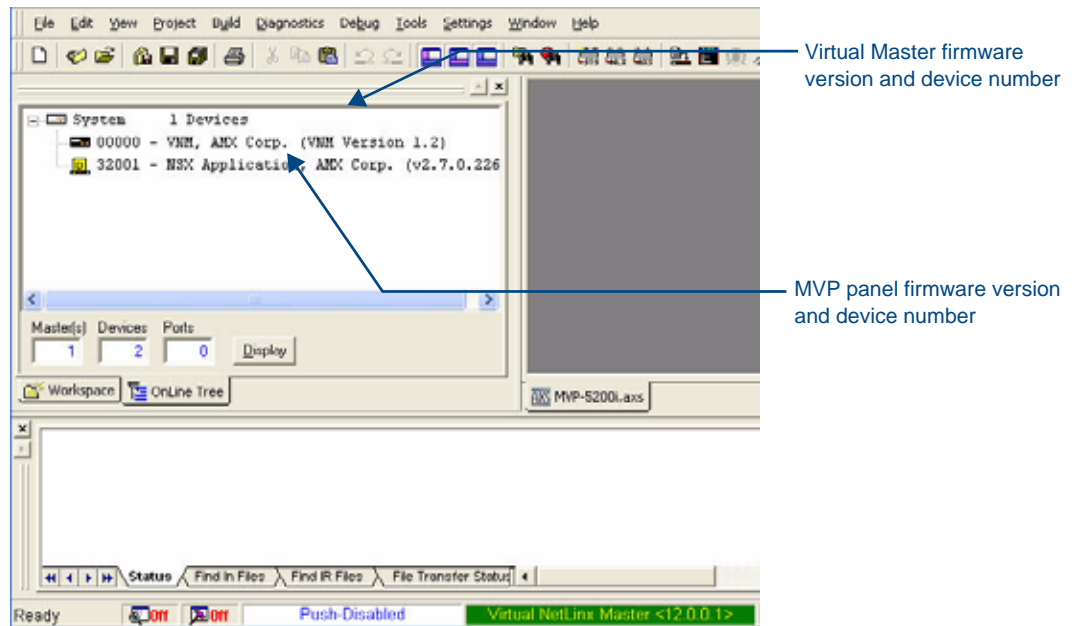 File Edit View Project Build Diagnostics Debug Tools Settings Window Help
Virtual Master firmware
version and device number
System 1 Devices
00000 - VNM, AMX Corp. (VNM Version 1.2)
32001 - NSX Application, AMX Corp. (v2.7.0.226
MVP panel firmware version
and device number
Master(s) Devices Ports
1 2 0 Display
Workspace OnLine Tree
AXS MVP-5200i.axs
Status Find In Files Find IR Files File Transfer Status
Ready Off Off Push-Disabled Virtual NetLinx Master <12.0.0.1>